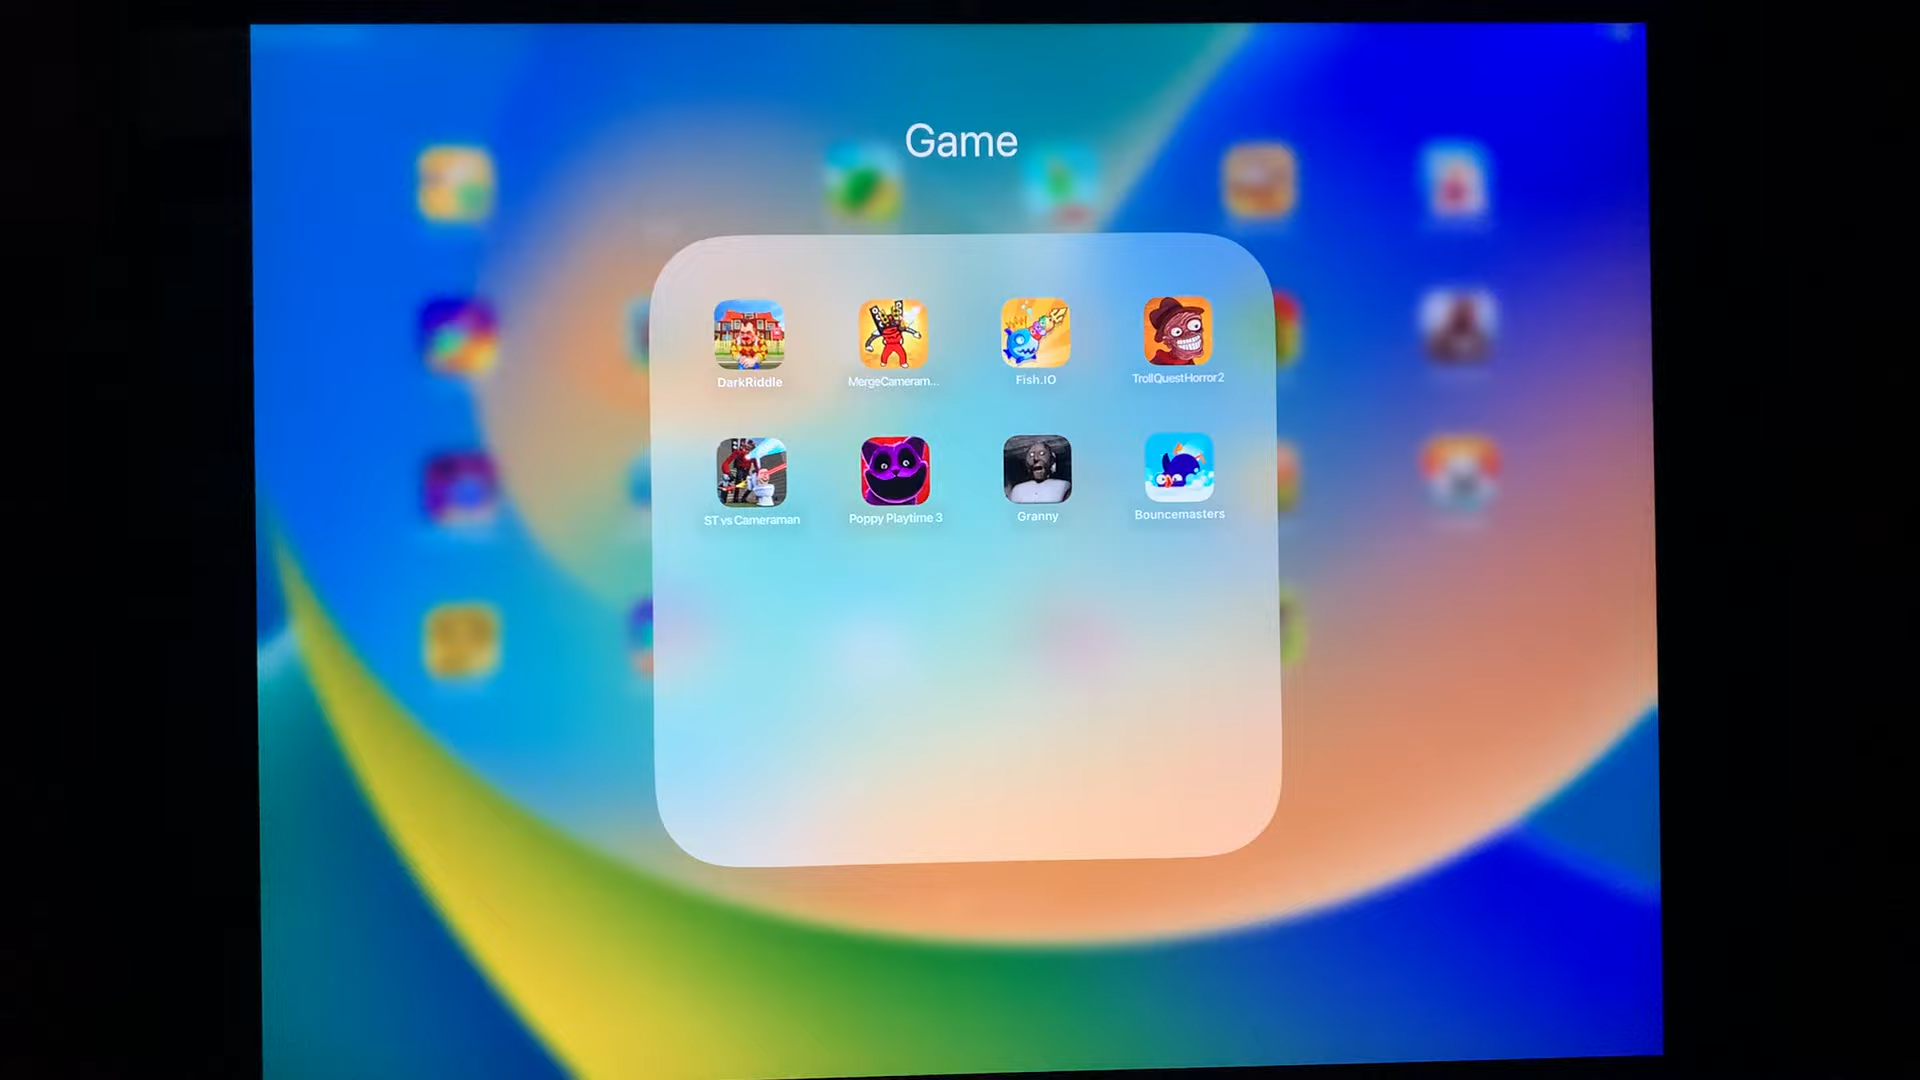 Game
DarkRiddle
MergeCameram...
Fish.IO
TrollQuestHorror2
ST vs Cameraman
Poppy Playtime 3
Granny
Bouncemasters